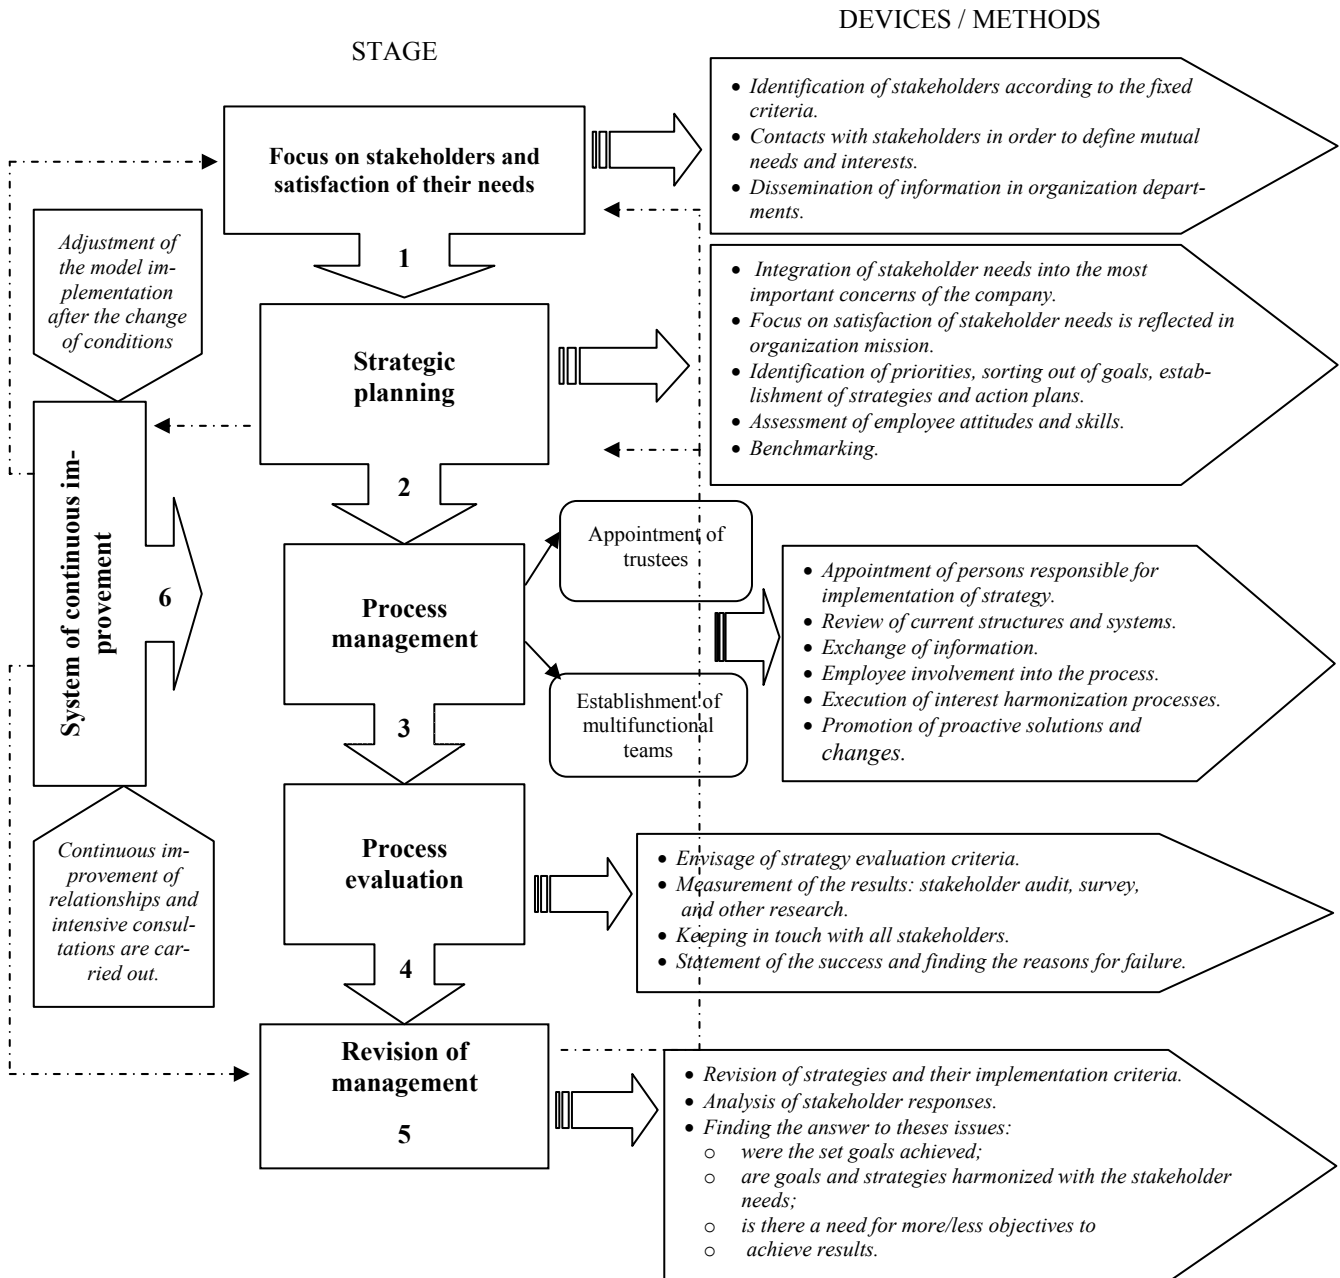 DEVICES / METHODS
STAGE
Focus on stakeholders and
satisfaction of their needs
1
• Identification of stakeholders according to the fixed
criteria.
• Contacts with stakeholders in order to define mutual
needs and interests.
• Dissemination of information in organization depart-
ments.
Adjustment of
the model im-
plementation
after the change
of conditions
Strategic
planning
2
• Integration of stakeholder needs into the most
important concerns of the company.
• Focus on satisfaction of stakeholder needs is reflected in
organization mission.
• Identification of priorities, sorting out of goals, estab-
lishment of strategies and action plans.
• Assessment of employee attitudes and skills.
• Benchmarking.
System of continuous im-
provement
6
Process
management
3
Appointment of
trustees
Establishment of
multifunctional
teams
• Appointment of persons responsible for
implementation of strategy.
• Review of current structures and systems.
• Exchange of information.
• Employee involvement into the process.
• Execution of interest harmonization processes.
• Promotion of proactive solutions and
changes.
Continuous im-
provement of
relationships and
intensive consul-
tations are car-
ried out.
Process
evaluation
4
• Envisage of strategy evaluation criteria.
• Measurement of the results: stakeholder audit, survey,
and other research.
• Keeping in touch with all stakeholders.
• Statement of the success and finding the reasons for failure.
Revision of
management
5
• Revision of strategies and their implementation criteria.
• Analysis of stakeholder responses.
• Finding the answer to theses issues:
o were the set goals achieved;
o are goals and strategies harmonized with the stakeholder
needs;
o is there a need for more/less objectives to
o achieve results.